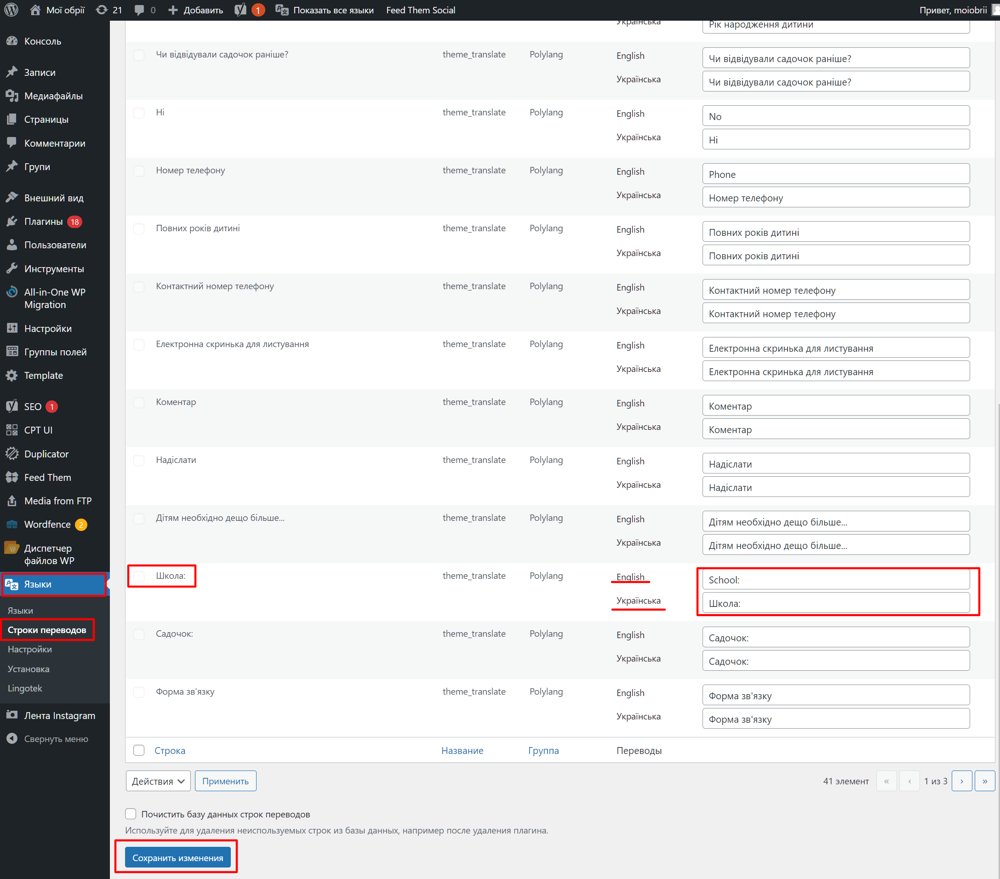 Мої обрії 21 0 Добавить 1 Показать все языки Feed Them Social Привет, moiobrii
Консоль
Записи
Медиафайлы
Страницы
Комментарии
Групи
Внешний вид
Плагины 18
Пользователи
Инструменты
All-in-One WP
Migration
Настройки
Группы полей
Template
SEO 1
CPT UI
Duplicator
Feed Them
Media from FTP
Wordfence 2
Диспетчер
файлов WP
Языки
Языки
Строки переводов
Настройки
Установка
Lingotek
Лента Instagram
Свернуть меню
Українська Рік народження дитини
Чи відвідували садочок раніше? theme_translate Polylang English Чи відвідували садочок раніше?
Українська Чи відвідували садочок раніше?
Ні theme_translate Polylang English No
Українська Ні
Номер телефону theme_translate Polylang English Phone
Українська Номер телефону
Повних років дитині theme_translate Polylang English Повних років дитині
Українська Повних років дитині
Контактний номер телефону theme_translate Polylang English Контактний номер телефону
Українська Контактний номер телефону
Електронна скринька для листування theme_translate Polylang English Електронна скринька для листування
Українська Електронна скринька для листування
Коментар theme_translate Polylang English Коментар
Українська Коментар
Надіслати theme_translate Polylang English Надіслати
Українська Надіслати
Дітям необхідно дещо більше... theme_translate Polylang English Дітям необхідно дещо більше...
Українська Дітям необхідно дещо більше...
Школа: theme_translate Polylang English School:
Українська Школа:
Садочок: theme_translate Polylang English Садочок:
Українська Садочок:
Форма зв'язку theme_translate Polylang English Форма зв'язку
Українська Форма зв'язку
Строка Название Группа Переводы
Действия Применить 41 элемент « ‹ 1 из 3 › »
Почистить базу данных строк переводов
Используйте для удаления неиспользуемых строк из базы данных, например после удаления плагина.
Сохранить изменения